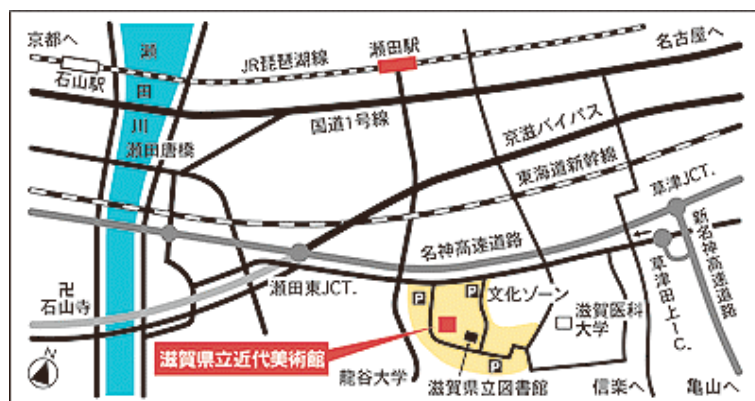 京都へ
石山駅
瀬田川
JR琵琶湖線
瀬田駅
名古屋へ
国道1号線
京滋バイパス
瀬田唐橋
東海道新幹線
草津JCT.
名神高速道路
新名神高速道路
瀬田東JCT.
草津田上I-C.
卍
石山寺
P
P
文化ゾーン
滋賀医科
大学
滋賀県立近代美術館
P
龍谷大学
滋賀県立図書館
信楽へ
亀山へ
N